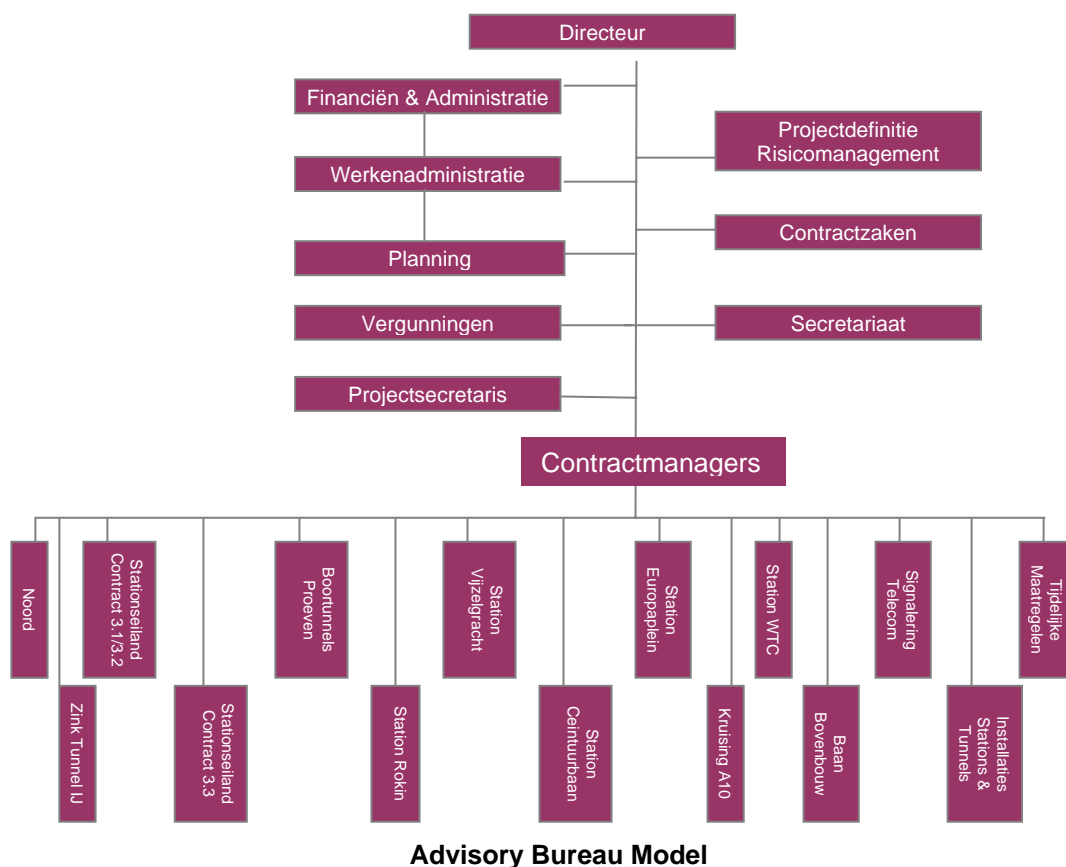 Directeur
Financiën & Administratie
Projectdefinitie
Risicomanagement
Werkenadministratie
Contractzaken
Planning
Vergunningen
Secretariaat
Projectsecretaris
Contractmanagers
Noord
Zink Tunnel IJ
Stationseiland
Contract 3.1/3.2
Stationseiland
Contract 3.3
Boortunnels
Proeven
Station Rokin
Station
Vijzelgracht
Station
Ceintuurbaan
Station
Europaplein
Kruising A10
Station WTC
Baan
Bovenbouw
Signalering
Telecom
Installaties
Stations &
Tunnels
Tijdelijke
Maatregelen
Advisory Bureau Model